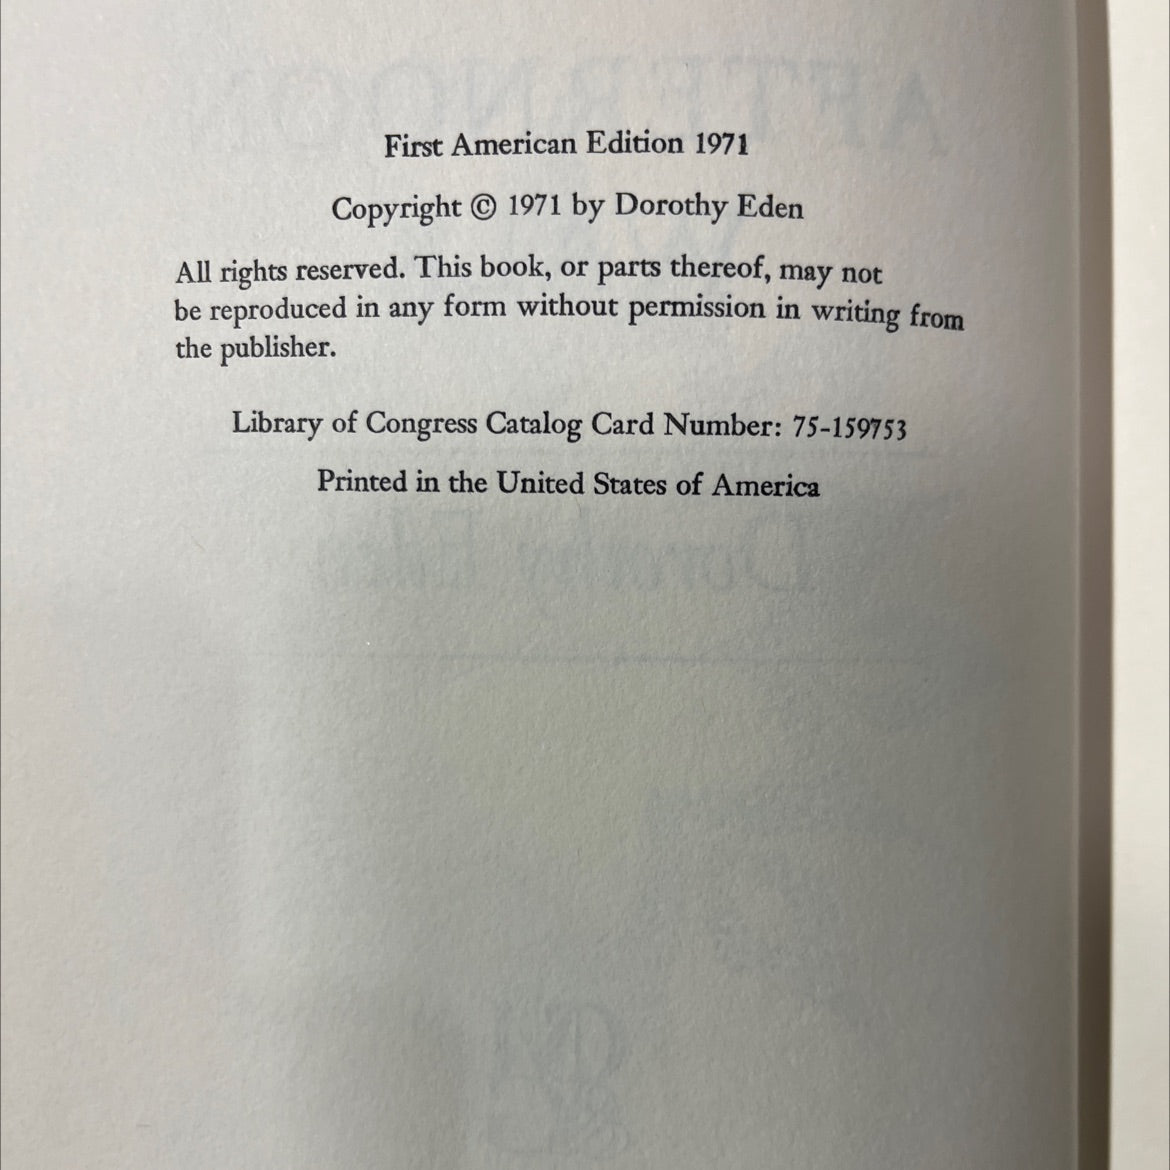 First American Edition 1971
Copyright © 1971 by Dorothy Eden
All rights reserved. This book, or parts thereof, may not
be reproduced in any form without permission in writing from
the publisher.
Library of Congress Catalog Card Number: 75-159753
Printed in the United States of America